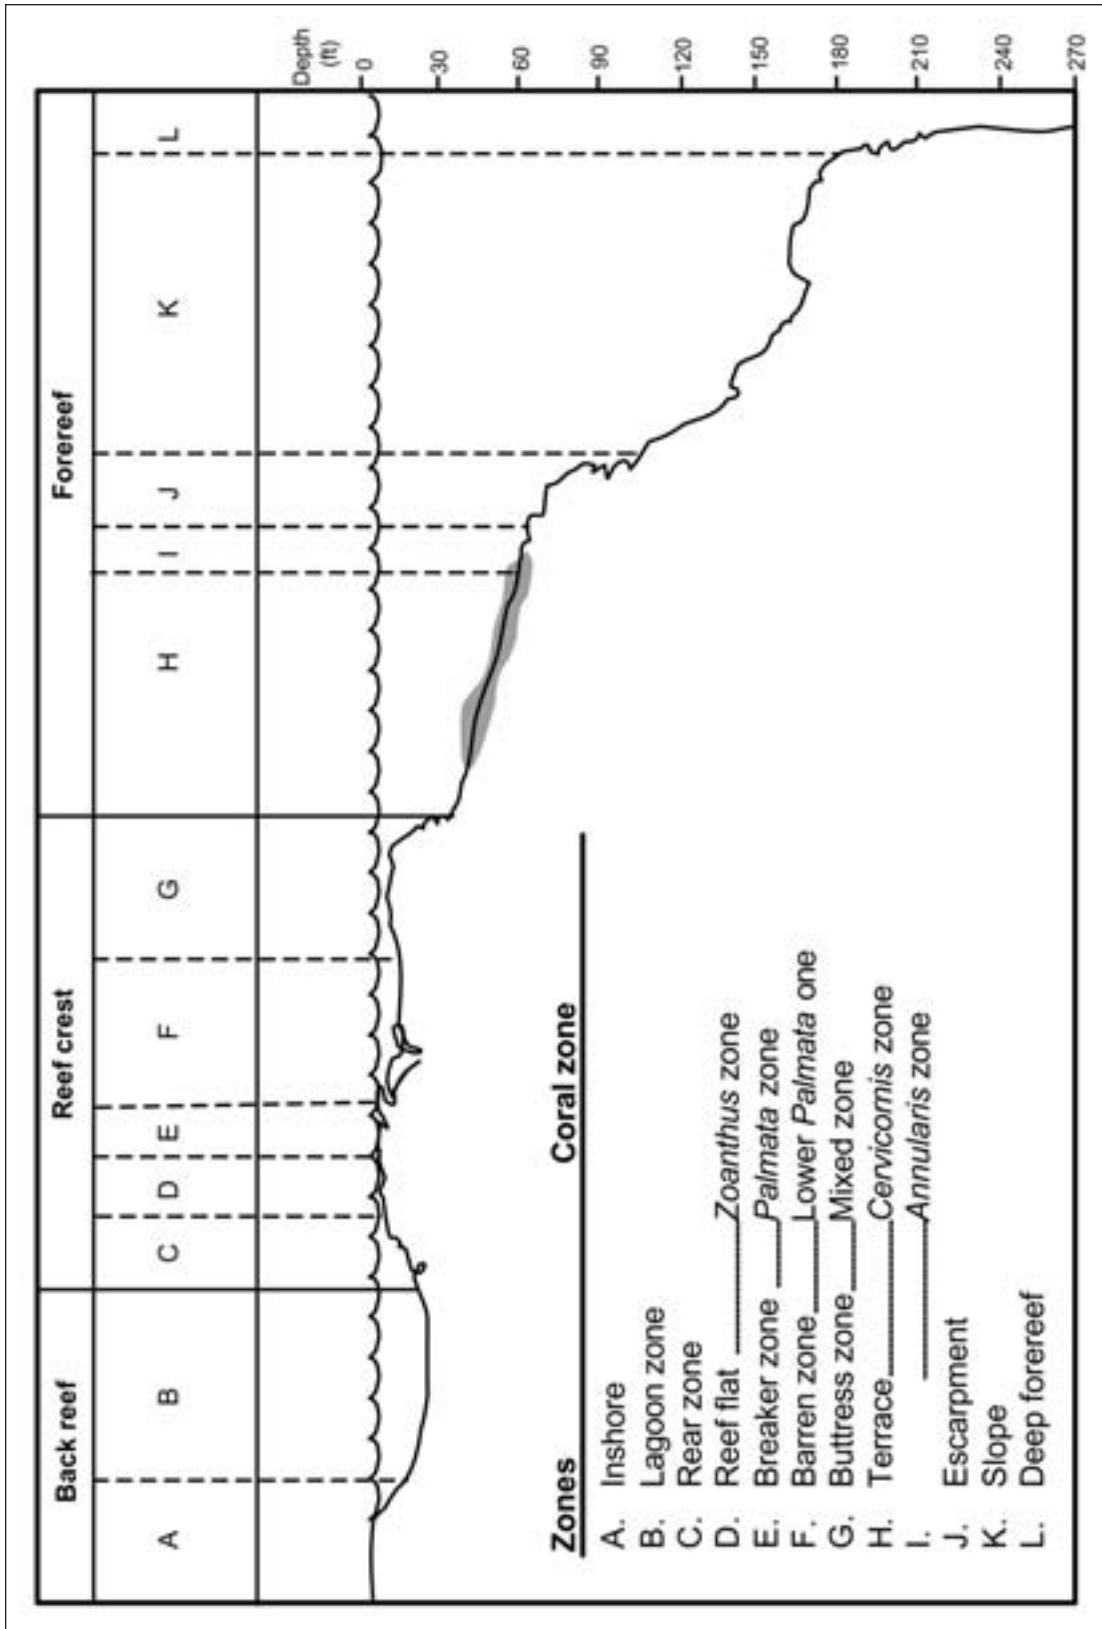 Back reef
Reef crest
Forereef
A
B
C
D
E
F
G
H
I
J
K
L
Depth
(ft)
0
30
60
90
120
150
180
210
240
270
Zones Coral zone
A. Inshore
B. Lagoon zone
C. Rear zone
D. Reef flat Zoanthus zone
E. Breaker zone Palmata zone
F. Barren zone Lower Palmata one
G. Buttress zone Mixed zone
H. Terrace Cervicornis zone
I. Annularis zone
J. Escarpment
K. Slope
L. Deep forereef